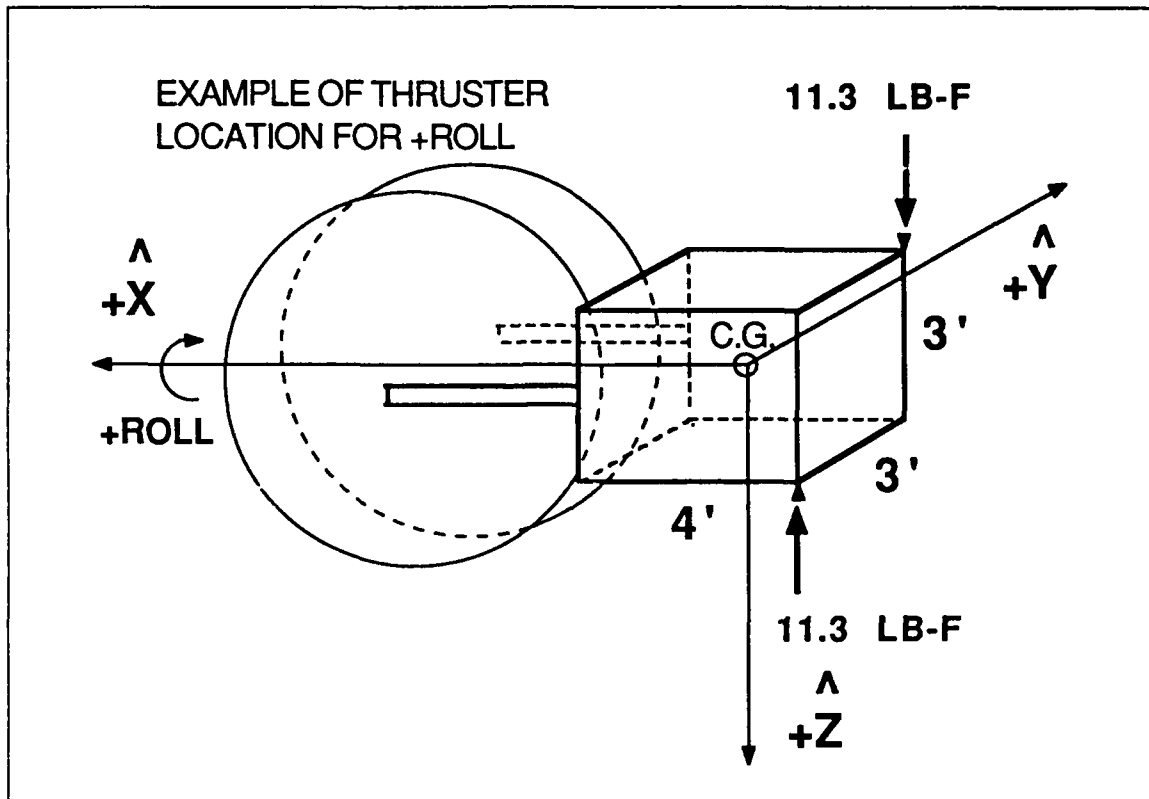 EXAMPLE OF THRUSTER
LOCATION FOR +ROLL
11.3 LB-F
^
+X
^
+Y
C.G.
3'
+ROLL
3'
4'
11.3 LB-F
^
+Z